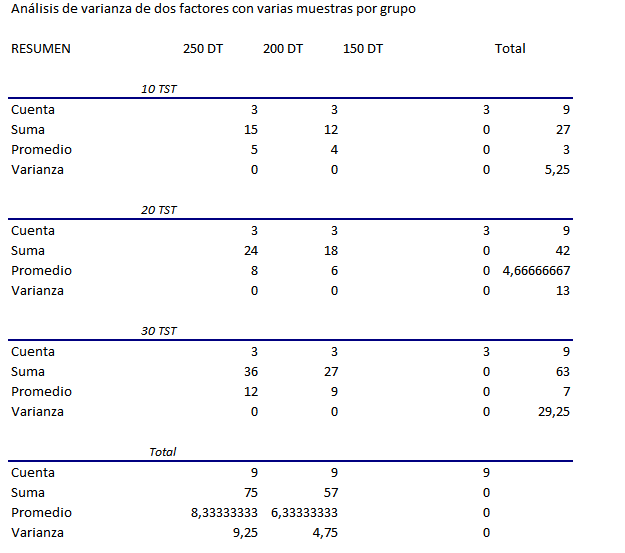 Análisis de varianza de dos factores con varias muestras por grupo
RESUMEN 250 DT 200 DT 150 DT Total
10 TST
Cuenta 3 3 3 9
Suma 15 12 0 27
Promedio 5 4 0 3
Varianza 0 0 0 5,25
20 TST
Cuenta 3 3 3 9
Suma 24 18 0 42
Promedio 8 6 0 4,66666667
Varianza 0 0 0 13
30 TST
Cuenta 3 3 3 9
Suma 36 27 0 63
Promedio 12 9 0 7
Varianza 0 0 0 29,25
Total
Cuenta 9 9 9
Suma 75 57 0
Promedio 8,33333333 6,33333333 0
Varianza 9,25 4,75 0